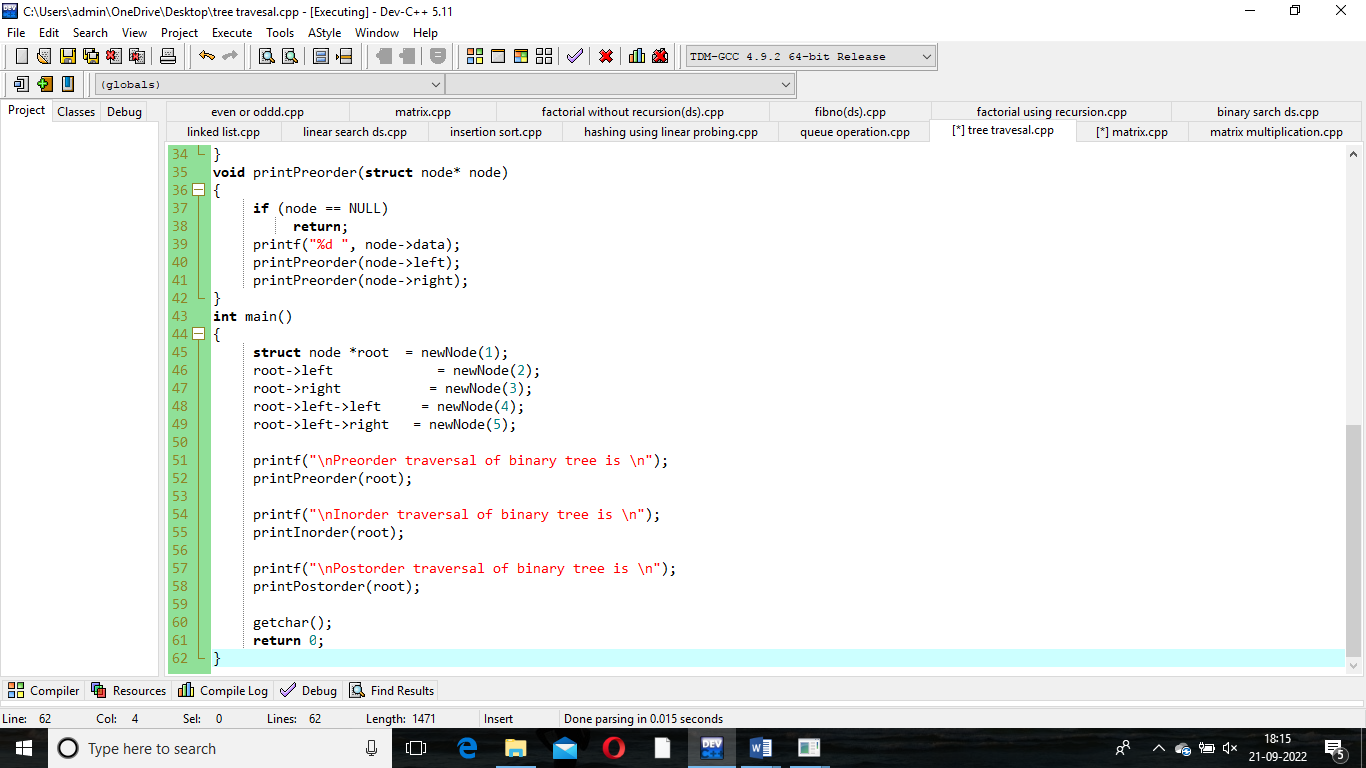 C:\Users\admin\OneDrive\Desktop\tree travesal.cpp - [Executing] - Dev-C++ 5.11
File Edit Search View Project Execute Tools AStyle Window Help
TDM-GCC 4.9.2 64-bit Release
(globals)
Project Classes Debug
even or oddd.cpp matrix.cpp factorial without recursion(ds).cpp fibno(ds).cpp factorial using recursion.cpp binary sarch ds.cpp
linked list.cpp linear search ds.cpp insertion sort.cpp hashing using linear probing.cpp queue operation.cpp [*] tree travesal.cpp [*] matrix.cpp matrix multiplication.cpp
34 }
35 void printPreorder(struct node* node)
36 {
37 if (node == NULL)
38 return;
39 printf("%d ", node->data);
40 printPreorder(node->left);
41 printPreorder(node->right);
42 }
43 int main()
44 {
45 struct node *root  = newNode(1);
46 root->left             = newNode(2);
47 root->right           = newNode(3);
48 root->left->left     = newNode(4);
49 root->left->right   = newNode(5);
50
51 printf("\nPreorder traversal of binary tree is \n");
52 printPreorder(root);
53
54 printf("\nInorder traversal of binary tree is \n");
55 printInorder(root);
56
57 printf("\nPostorder traversal of binary tree is \n");
58 printPostorder(root);
59
60 getchar();
61 return 0;
62 }
Compiler Resources Compile Log Debug Find Results
Line: 62 Col: 4 Sel: 0 Lines: 62 Length: 1471 Insert Done parsing in 0.015 seconds
Type here to search
DEV
18:15
21-09-2022
5